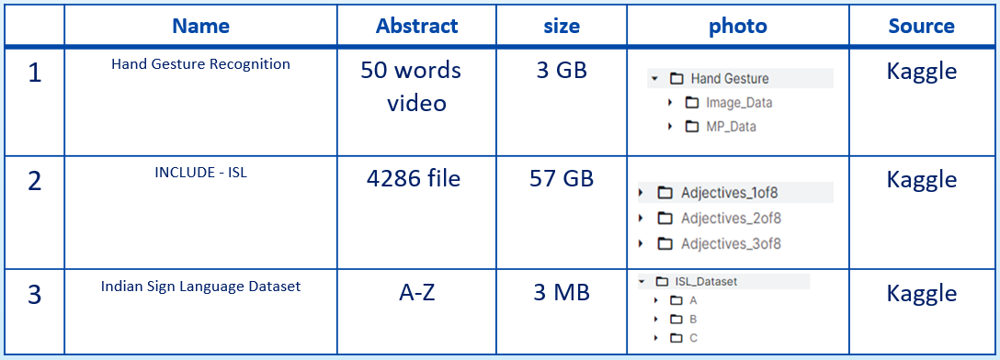 Name Abstract size photo Source
1 Hand Gesture Recognition 50 words video 3 GB Kaggle
Hand Gesture
Image_Data
MP_Data
2 INCLUDE - ISL 4286 file 57 GB Kaggle
Adjectives_1of8
Adjectives_2of8
Adjectives_3of8
3 Indian Sign Language Dataset A-Z 3 MB Kaggle
ISL_Dataset
A
B
C